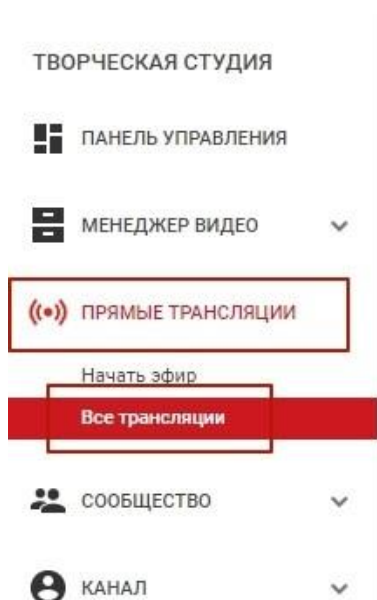 ТВОРЧЕСКАЯ СТУДИЯ
ПАНЕЛЬ УПРАВЛЕНИЯ
МЕНЕДЖЕР ВИДЕО
ПРЯМЫЕ ТРАНСЛЯЦИИ
Начать эфир
Все трансляции
СООБЩЕСТВО
КАНАЛ